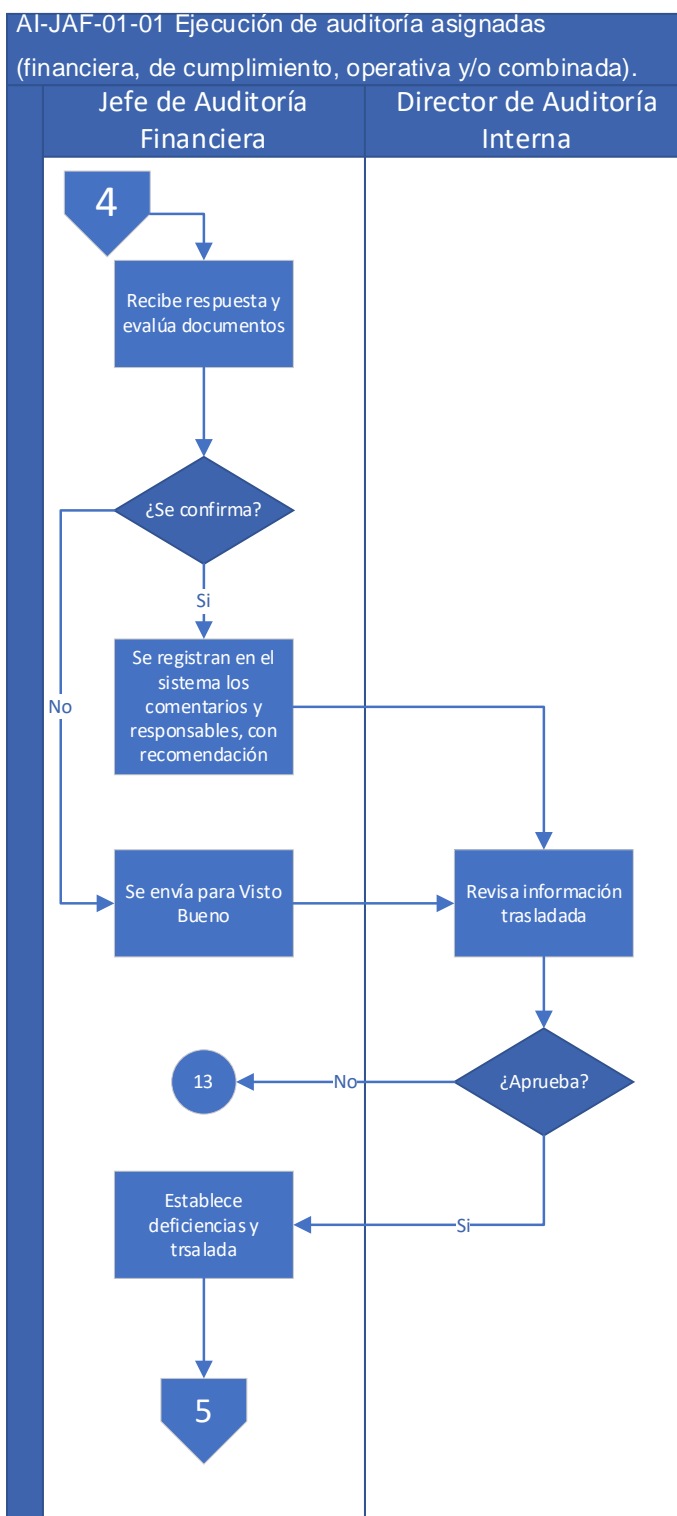 AI-JAF-01-01 Ejecución de auditoría asignadas
(financiera, de cumplimiento, operativa y/o combinada).
Jefe de Auditoría
Financiera
Director de Auditoría
Interna
4
Recibe respuesta y
evalúa documentos
¿Se confirma?
Si
Se registran en el
sistema los
comentarios y
responsables, con
recomendación
No
Se envía para Visto
Bueno
Revisa información
trasladada
¿Aprueba?
No
13
Si
Establece
deficiencias y
trsalada
5